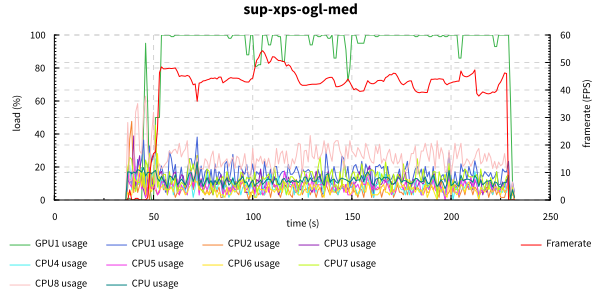 sup-xps-ogl-med
100 60
50
80
40
60
30
40
20
20
10
0 0
load (%)
framerate (FPS)
0 50 100 150 200 250
time (s)
GPU1 usage CPU1 usage CPU2 usage CPU3 usage Framerate
CPU4 usage CPU5 usage CPU6 usage CPU7 usage
CPU8 usage CPU usage